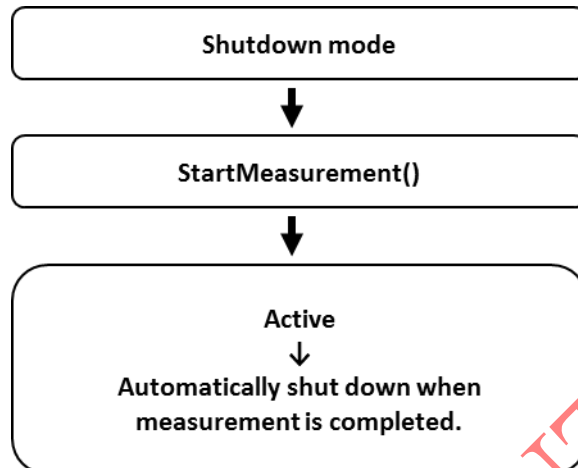 Shutdown mode
StartMeasurement()
Active
Automatically shut down when
measurement is completed.